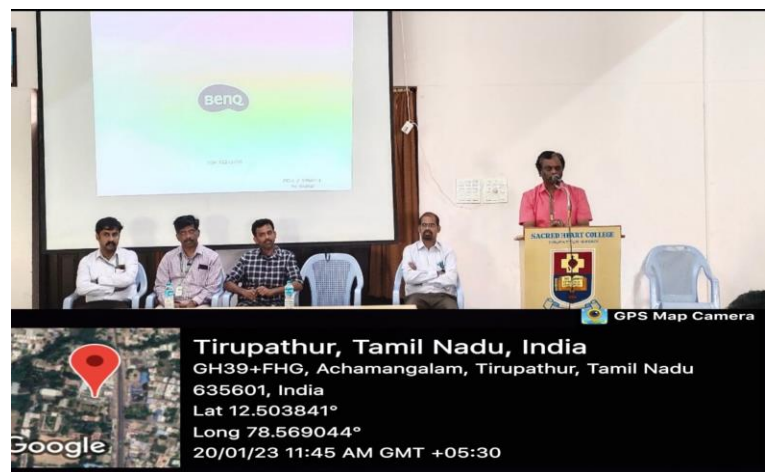 BenQ
SACRED HEART COLLEGE
GPS Map Camera
Tirupathur, Tamil Nadu, India
GH39+FHG, Achamangalam, Tirupathur, Tamil Nadu
635601, India
Lat 12.503841°
Long 78.569044°
20/01/23 11:45 AM GMT +05:30
Google